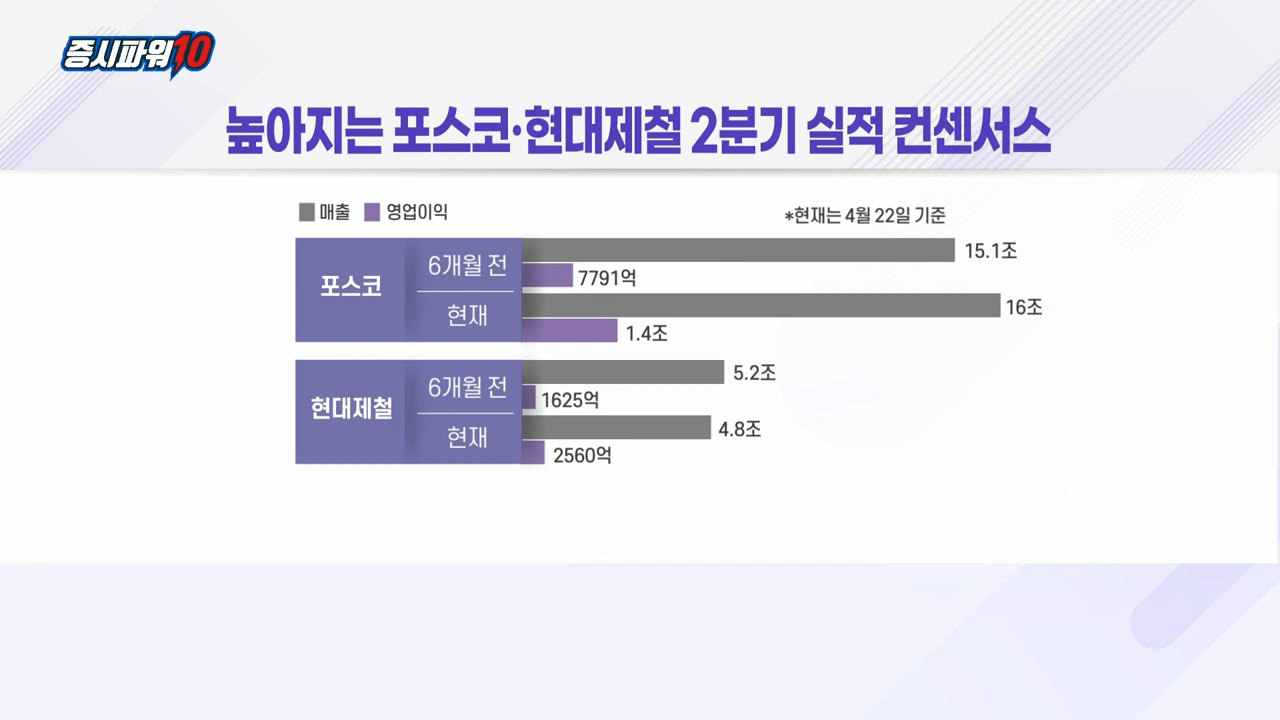 증시파워10
높아지는 포스코·현대제철 2분기 실적 컨센서스
매출 영업이익
*현재는 4월 22일 기준
포스코
6개월 전
15.1조
7791억
현재
16조
1.4조
현대제철
6개월 전
5.2조
1625억
현재
4.8조
2560억